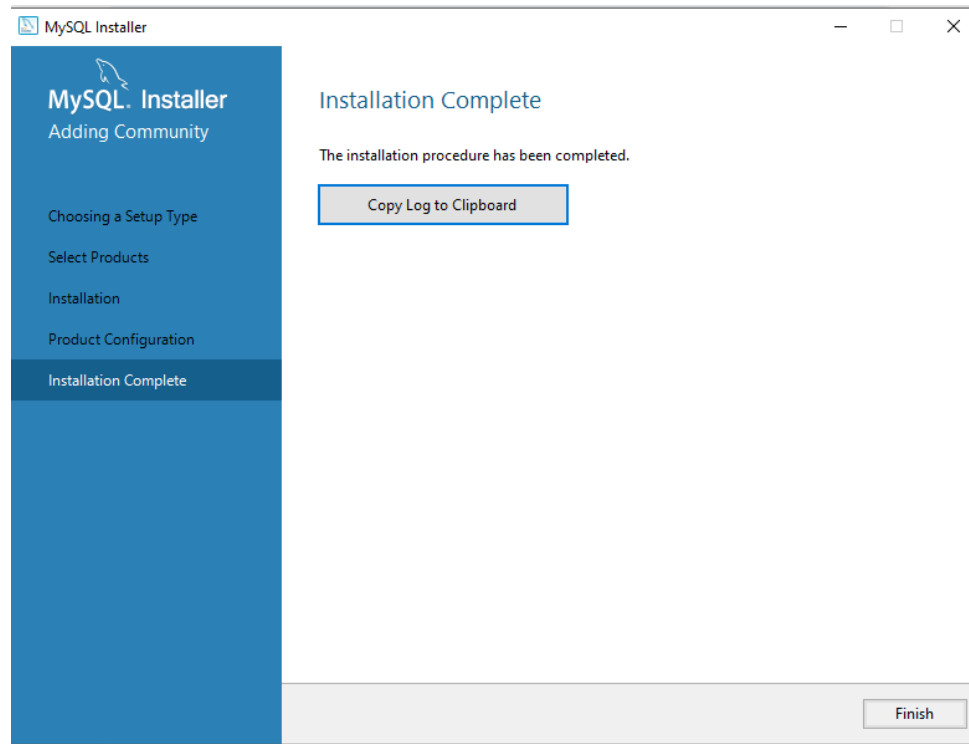 MySQL Installer
MySQL. Installer
Adding Community
Choosing a Setup Type
Select Products
Installation
Product Configuration
Installation Complete
Installation Complete
The installation procedure has been completed.
Copy Log to Clipboard
Finish